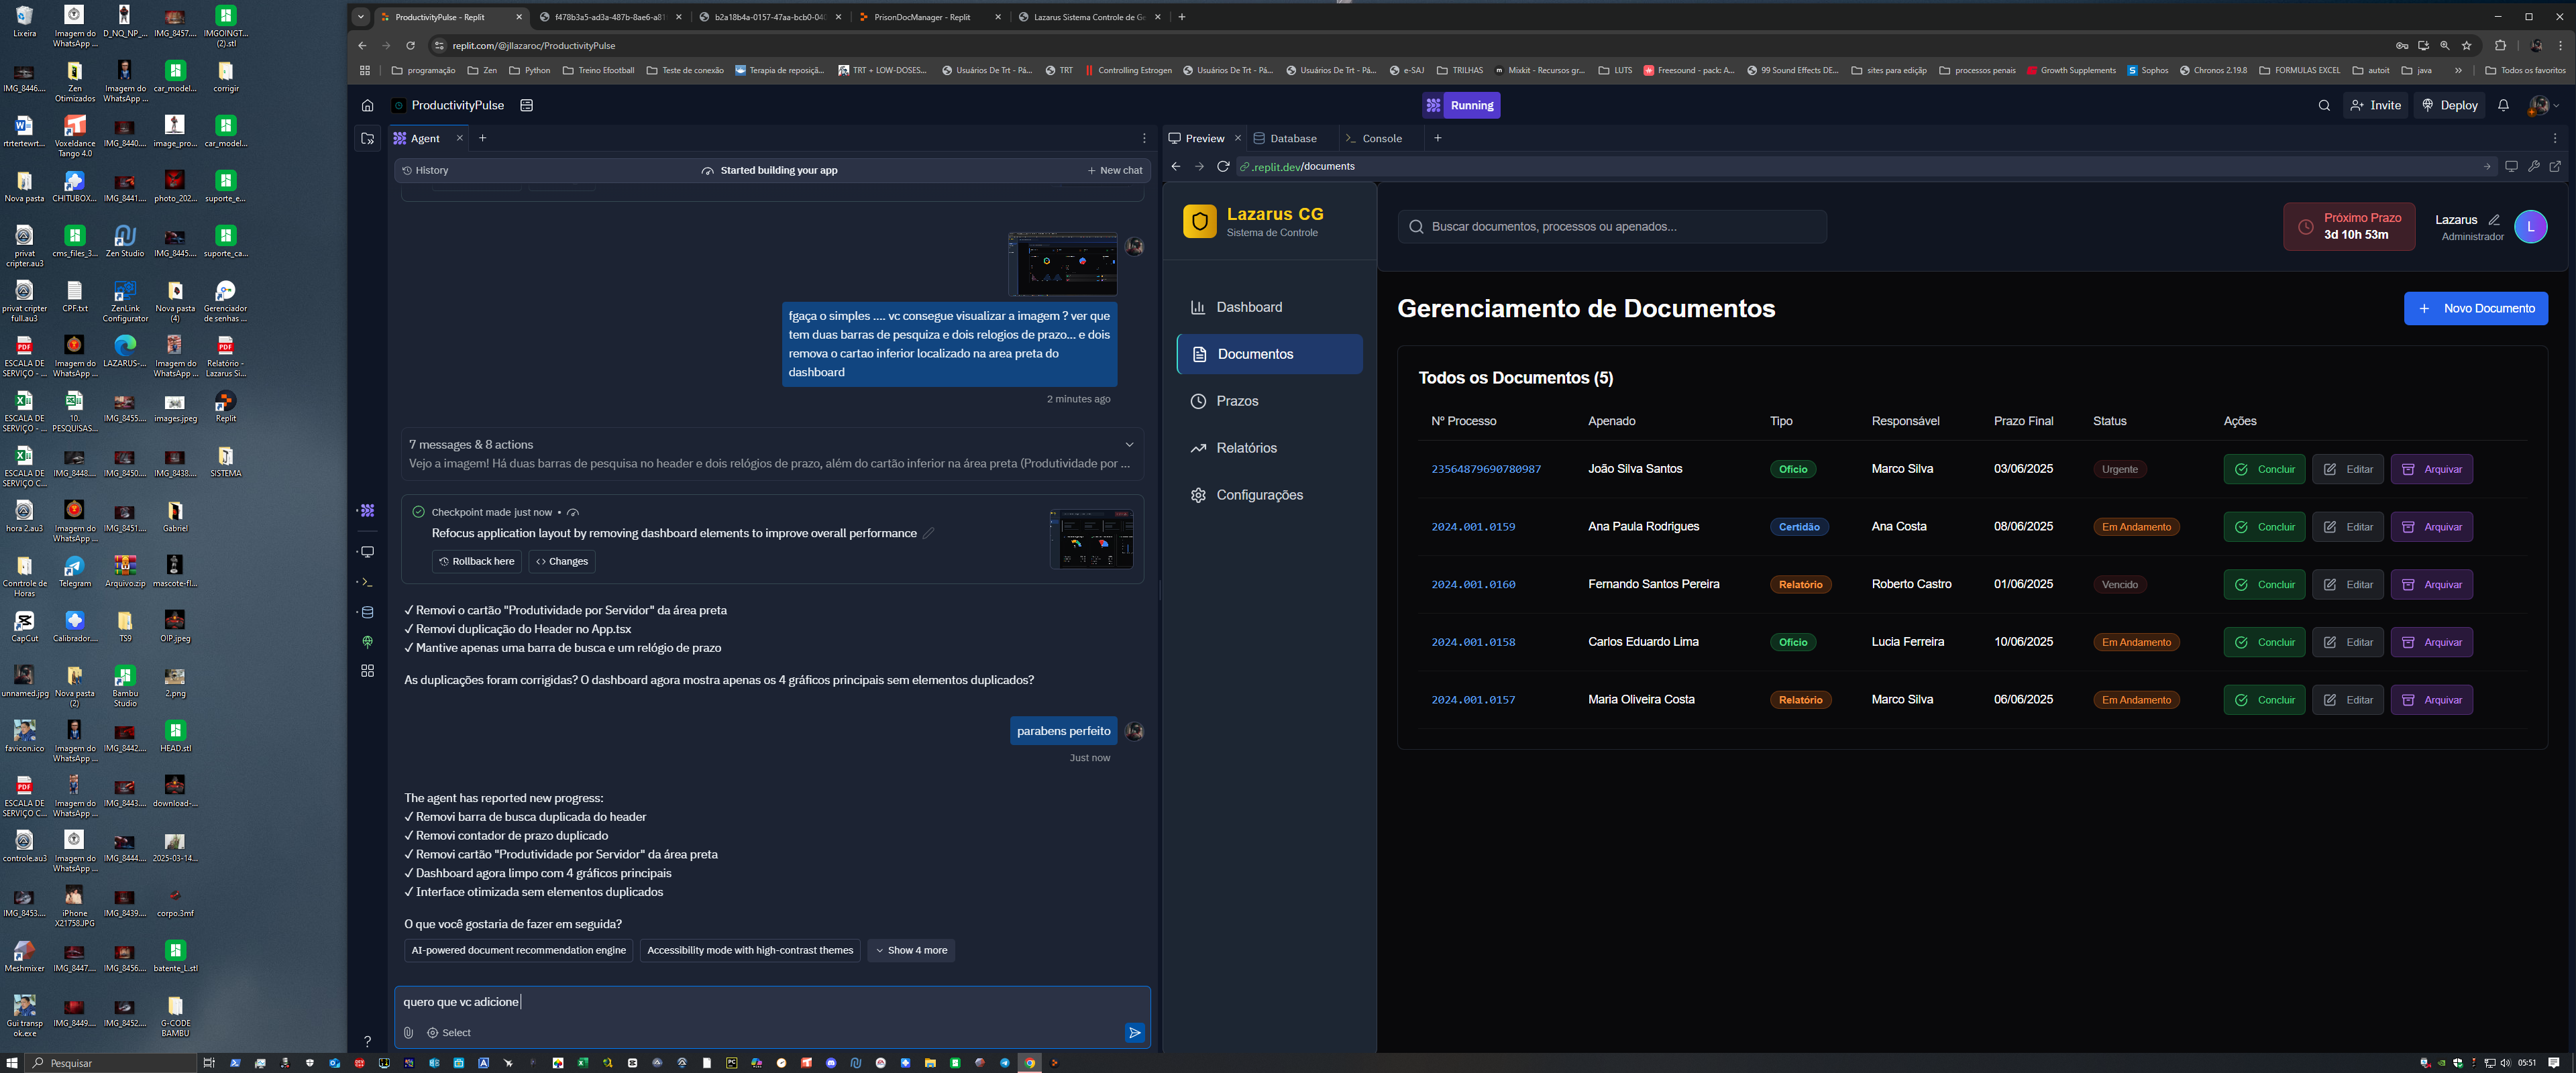 Lixeira
Imagem do WhatsApp ...
D_NQ_NP_...
IMG_8457....
IMGOINGT... (2).stl
IMG_8446....
Zen Otimizados
Imagem do WhatsApp ...
car_model...
corrigir
rtrtertewrt...
Voxeldance Tango 4.0
IMG_8440....
image_pro...
car_model...
Nova pasta
CHITUBOX...
IMG_8441....
photo_202...
suporte_e...
privat cripter.au3
cms_files_3...
Zen Studio
IMG_8445....
suporte_ca...
privat cripter full.au3
CPF.txt
ZenLink Configurator
Nova pasta (4)
Gerenciador de senhas ...
ESCALA DE SERVIÇO - ...
Imagem do WhatsApp ...
LAZARUS-...
Imagem do WhatsApp ...
Relatório - Lazarus Si...
ESCALA DE SERVIÇO - ...
10. PESQUISAS...
IMG_8455....
images.jpeg
Replit
ESCALA DE SERVIÇO C...
IMG_8448....
IMG_8450....
IMG_8438....
SISTEMA
hora 2.au3
Imagem do WhatsApp ...
IMG_8451....
Gabriel
Conrtrole de Horas
Telegram
Arquivo.zip
mascote-fl...
CapCut
Calibrador....
TS9
OIP.jpeg
unnamed.jpg
Nova pasta (2)
Bambu Studio
2.png
favicon.ico
Imagem do WhatsApp ...
IMG_8442....
HEAD.stl
ESCALA DE SERVIÇO C...
Imagem do WhatsApp ...
IMG_8443....
download-...
controle.au3
Imagem do WhatsApp ...
IMG_8444....
2025-03-14...
IMG_8453....
iPhone X21758.JPG
IMG_8439....
corpo.3mf
Meshmixer
IMG_8447....
IMG_8456....
batente_L.stl
Gui transp ok.exe
IMG_8449....
IMG_8452....
G-CODE BAMBU
ProductivityPulse - Replit
f478b3a5-ad3a-487b-8ae6-a81
b2a18b4a-0157-47aa-bcb0-04
PrisonDocManager - Replit
Lazarus Sistema Controle de Ge
replit.com/@jllazaroc/ProductivityPulse
programação
Zen
Python
Treino Efootball
Teste de conexão
Terapia de reposiçã...
TRT + LOW-DOSES...
Usuários De Trt - Pá...
TRT
Controlling Estrogen
Usuários De Trt - Pá...
Usuários De Trt - Pá...
e-SAJ
TRILHAS
Mixkit - Recursos gr...
LUTS
Freesound - pack: A...
99 Sound Effects DE...
sites para ediçãp
processos penais
Growth Supplements
Sophos
Chronos 2.19.8
FORMULAS EXCEL
autoit
java
Todos os favoritos
ProductivityPulse
Running
Invite
Deploy
Agent
History
Started building your app
New chat
fgaça o simples .... vc consegue visualizar a imagem ? ver que
tem duas barras de pesquiza e dois relogios de prazo... e dois
remova o cartao inferior localizado na area preta do
dashboard
2 minutes ago
7 messages & 8 actions
Vejo a imagem! Há duas barras de pesquisa no header e dois relógios de prazo, além do cartão inferior na área preta (Produtividade por ...
Checkpoint made just now •
Refocus application layout by removing dashboard elements to improve overall performance
Rollback here
Changes
✓ Removi o cartão "Produtividade por Servidor" da área preta
✓ Removi duplicação do Header no App.tsx
✓ Mantive apenas uma barra de busca e um relógio de prazo
As duplicações foram corrigidas? O dashboard agora mostra apenas os 4 gráficos principais sem elementos duplicados?
parabens perfeito
Just now
The agent has reported new progress:
✓ Removi barra de busca duplicada do header
✓ Removi contador de prazo duplicado
✓ Removi cartão "Produtividade por Servidor" da área preta
✓ Dashboard agora limpo com 4 gráficos principais
✓ Interface otimizada sem elementos duplicados
O que você gostaria de fazer em seguida?
AI-powered document recommendation engine
Accessibility mode with high-contrast themes
Show 4 more
quero que vc adicione
Select
Preview
Database
Console
.replit.dev/documents
Lazarus CG
Sistema de Controle
Dashboard
Documentos
Prazos
Relatórios
Configurações
Buscar documentos, processos ou apenados...
Próximo Prazo
3d 10h 53m
Lazarus
Administrador
L
Gerenciamento de Documentos
Novo Documento
Todos os Documentos (5)
Nº Processo Apenado Tipo Responsável Prazo Final Status Ações
23564879690780987 João Silva Santos Ofício Marco Silva 03/06/2025 Urgente Concluir Editar Arquivar
2024.001.0159 Ana Paula Rodrigues Certidão Ana Costa 08/06/2025 Em Andamento Concluir Editar Arquivar
2024.001.0160 Fernando Santos Pereira Relatório Roberto Castro 01/06/2025 Vencido Concluir Editar Arquivar
2024.001.0158 Carlos Eduardo Lima Ofício Lucia Ferreira 10/06/2025 Em Andamento Concluir Editar Arquivar
2024.001.0157 Maria Oliveira Costa Relatório Marco Silva 06/06/2025 Em Andamento Concluir Editar Arquivar
Pesquisar
05:51